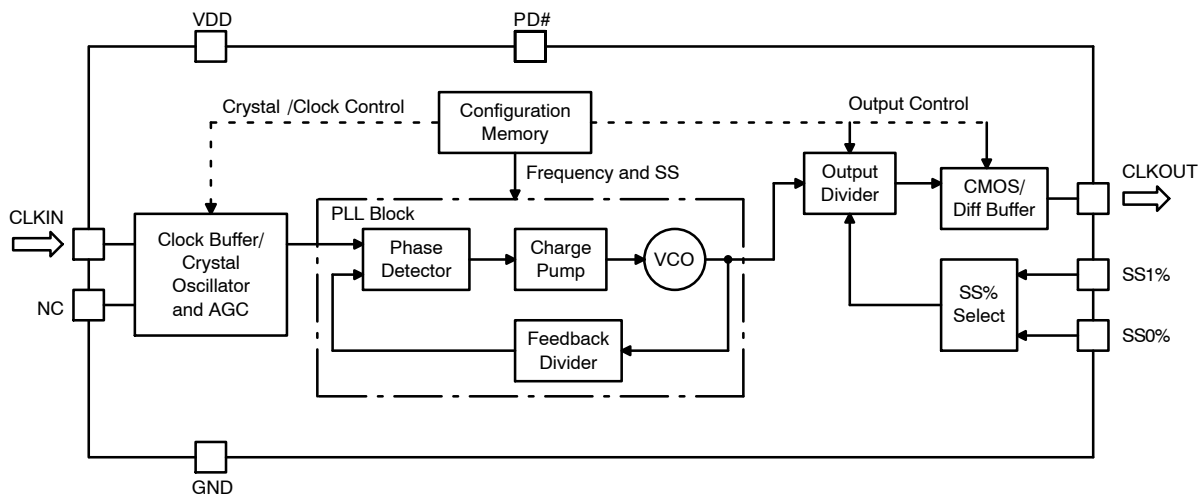 VDD
PD#
Crystal /Clock Control
Configuration
Memory
Output Control
Frequency and SS
CLKIN
NC
Clock Buffer/
Crystal
Oscillator
and AGC
PLL Block
Phase
Detector
Charge
Pump
VCO
Feedback
Divider
Output
Divider
CMOS/
Diff Buffer
CLKOUT
SS%
Select
SS1%
SS0%
GND